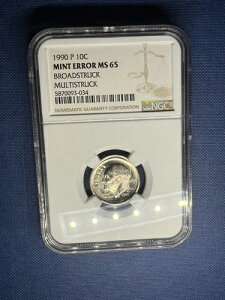 1990 P 10C
MINT ERROR MS 65
BROADSTRUCK
MULTISTRUCK
5870093-034
NGC
NUMISMATIC GUARANTY CORPORATION